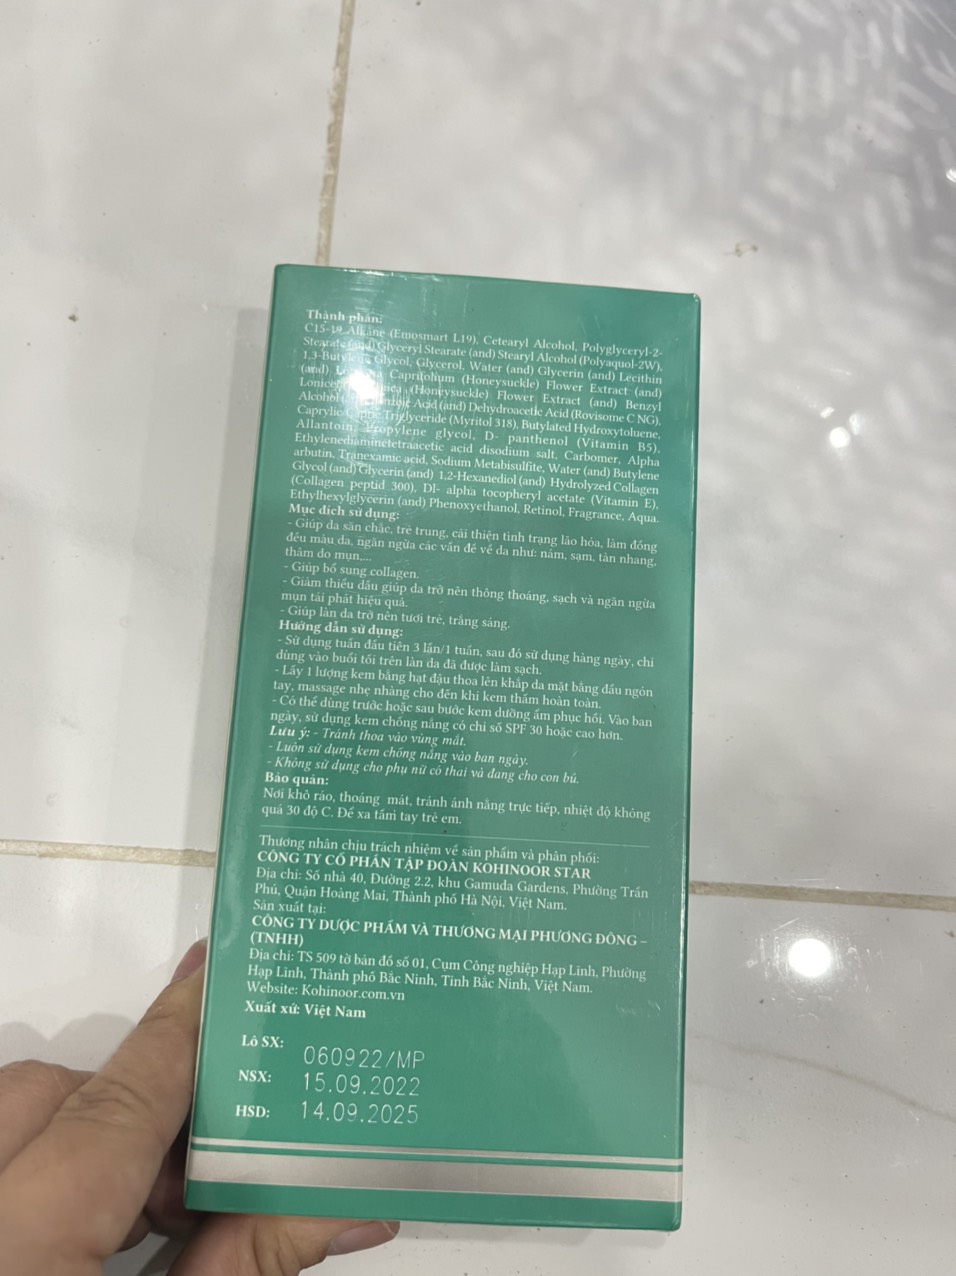 Thành phần:
C15-19 Alkane (Emosmart L19), Cetearyl Alcohol, Polyglyceryl-2-
Stearate (and) Glyceryl Stearate (and) Stearyl Alcohol (Polyaquol-2W),
1,3-Butylene Glycol, Glycerol, Water (and) Glycerin (and) Lecithin
(and) Caprifolium (Honeysuckle) Flower Extract (and)
(Honeysuckle) Flower Extract (and) Benzyl
Alcohol Acid (and) Dehydroacetic Acid (Rovisome C NG),
Caprylic Triglyceride (Myritol 318), Butylated Hydroxytoluene,
Allantoin, Propylene glycol, D- panthenol (Vitamin B5),
Ethylenediaminetetraacetic acid disodium salt, Carbomer, Alpha
arbutin, Tranexamic acid, Sodium Metabisulfite, Water (and) Butylene
Glycol (and) Glycerin (and) 1,2-Hexanediol (and) Hydrolyzed Collagen
(Collagen peptid 300), Dl- alpha tocopheryl acetate (Vitamin E),
Ethylhexylglycerin (and) Phenoxyethanol, Retinol, Fragrance, Aqua.
Mục đích sử dụng:
- Giúp da săn chắc, trẻ trung, cải thiện tình trạng lão hóa, làm đồng
đều màu da, ngăn ngừa các vấn đề về da như: nám, sạm, tàn nhang,
thâm do mụn,...
- Giúp bổ sung collagen.
- Giảm thiểu dầu giúp da trở nên thông thoáng, sạch và ngăn ngừa
mụn tái phát hiệu quả.
- Giúp làn da trở nên tươi trẻ, trắng sáng.
Hướng dẫn sử dụng:
- Sử dụng tuần đầu tiên 3 lần/1 tuần, sau đó sử dụng hàng ngày, chỉ
dùng vào buổi tối trên làn da đã được làm sạch.
- Lấy 1 lượng kem bằng hạt đậu thoa lên khắp da mặt bằng đầu ngón
tay, massage nhẹ nhàng cho đến khi kem thấm hoàn toàn.
- Có thể dùng trước hoặc sau bước kem dưỡng ẩm phục hồi. Vào ban
ngày, sử dụng kem chống nắng có chỉ số SPF 30 hoặc cao hơn.
Lưu ý: - Tránh thoa vào vùng mắt.
- Luôn sử dụng kem chống nắng vào ban ngày.
- Không sử dụng cho phụ nữ có thai và đang cho con bú.
Bảo quản:
Nơi khô ráo, thoáng mát, tránh ánh nắng trực tiếp, nhiệt độ không
quá 30 độ C. Để xa tầm tay trẻ em.
Thương nhân chịu trách nhiệm về sản phẩm và phân phối:
CÔNG TY CỔ PHẦN TẬP ĐOÀN KOHINOOR STAR
Địa chỉ: Số nhà 40, Đường 2.2, khu Gamuda Gardens, Phường Trần
Phú, Quận Hoàng Mai, Thành phố Hà Nội, Việt Nam.
Sản xuất tại:
CÔNG TY DƯỢC PHẨM VÀ THƯƠNG MẠI PHƯƠNG ĐÔNG –
(TNHH)
Địa chỉ: TS 509 tờ bản đồ số 01, Cụm Công nghiệp Hạp Lĩnh, Phường
Hạp Lĩnh, Thành phố Bắc Ninh, Tỉnh Bắc Ninh, Việt Nam.
Website: Kohinoor.com.vn
Xuất xứ: Việt Nam
Lô SX: 060922/MP
NSX: 15.09.2022
HSD: 14.09.2025